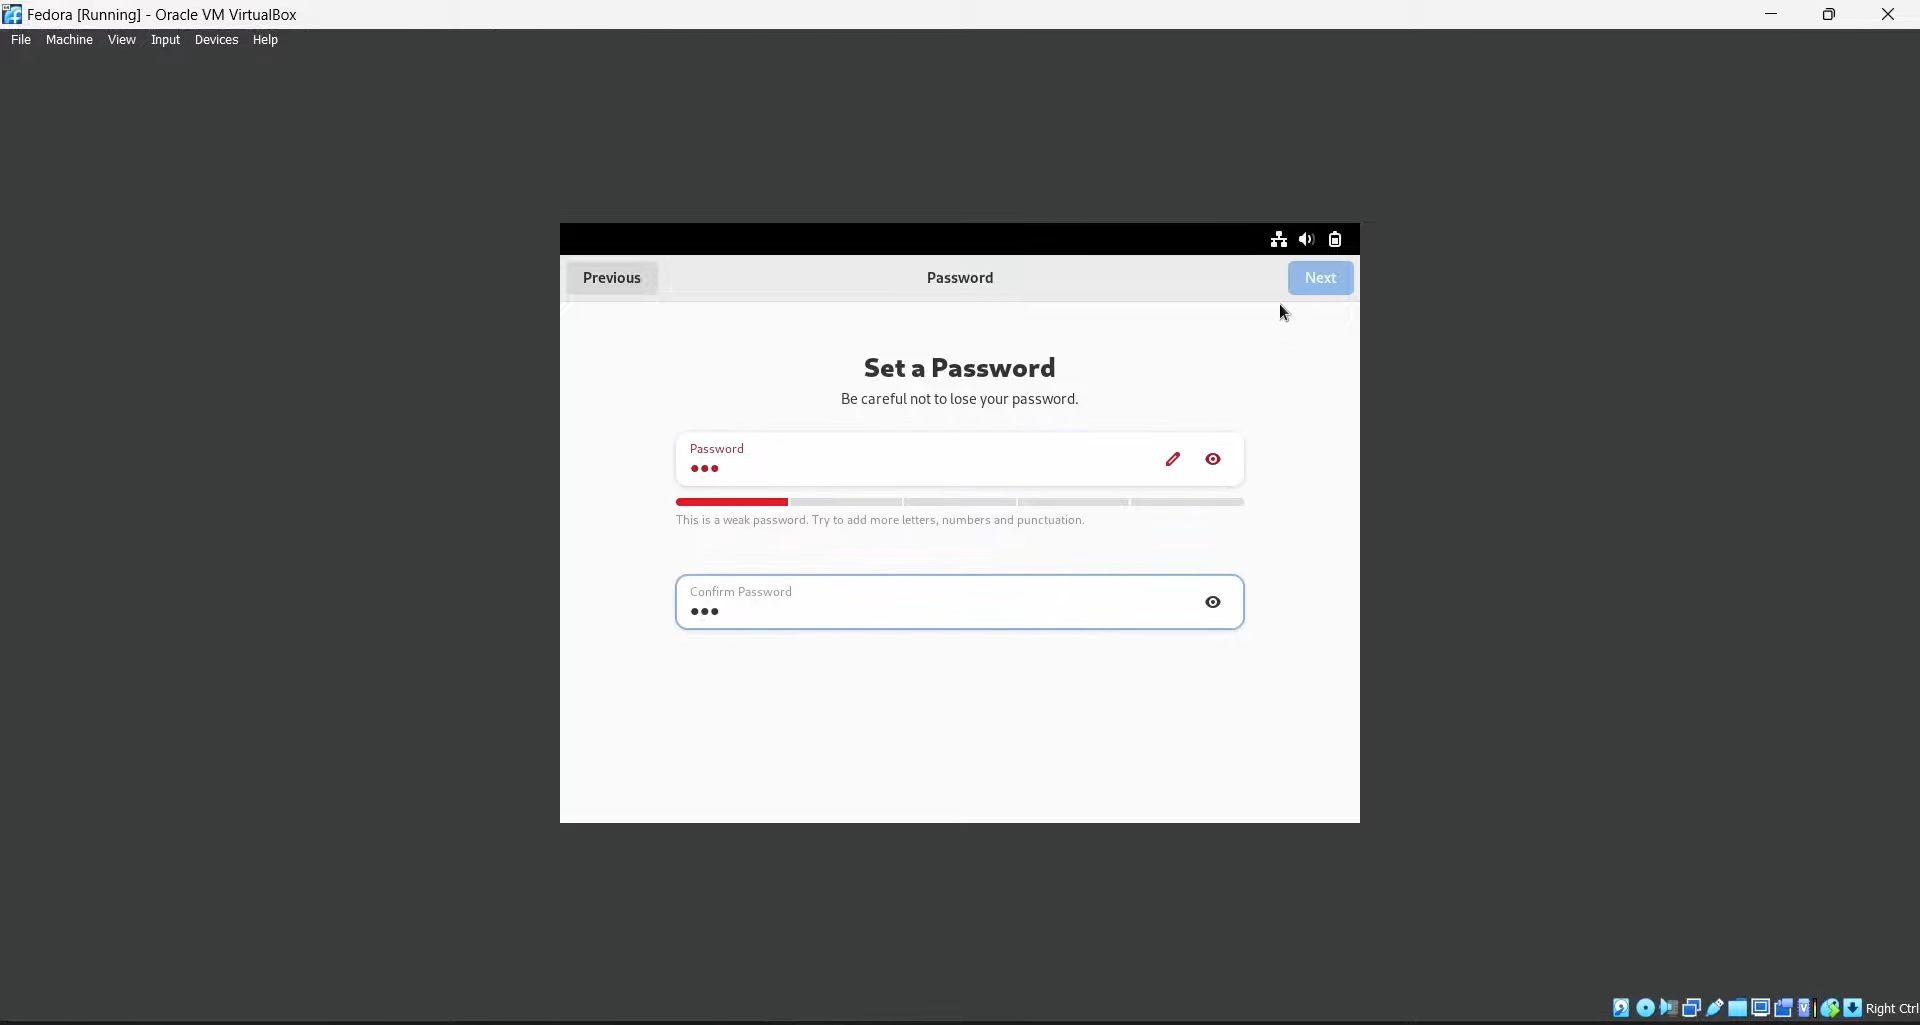 Fedora [Running] - Oracle VM VirtualBox
File Machine View Input Devices Help
Previous Password Next
Set a Password
Be careful not to lose your password.
Password
●●●
This is a weak password. Try to add more letters, numbers and punctuation.
Confirm Password
●●●
Right Ctrl